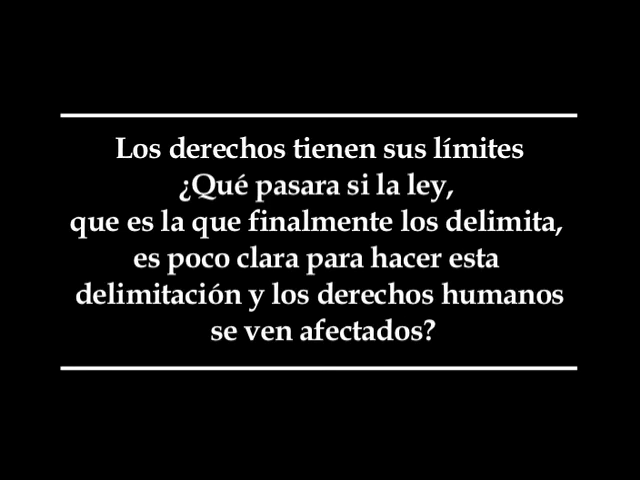 Los derechos tienen sus límites
¿Qué pasara si la ley,
que es la que finalmente los delimita,
es poco clara para hacer esta
delimitación y los derechos humanos
se ven afectados?